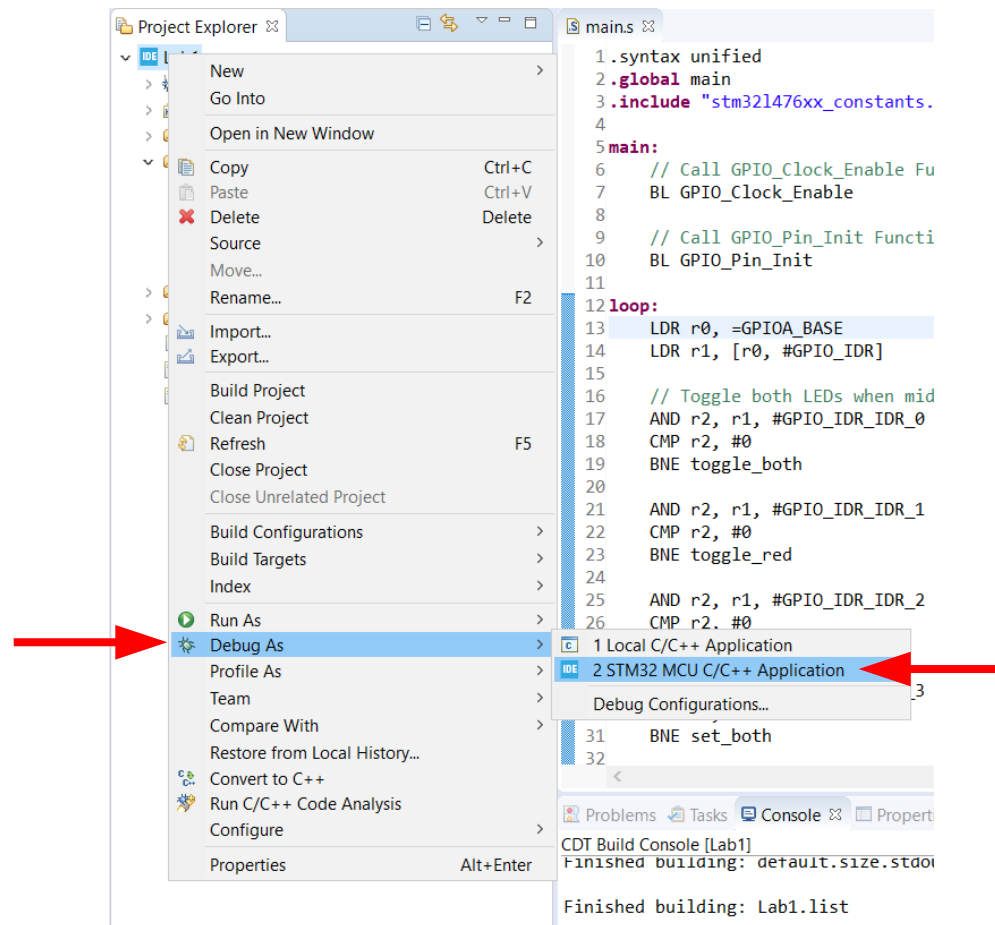 Project Explorer
IDE
New
Go Into
Open in New Window
Copy Ctrl+C
Paste Ctrl+V
Delete Delete
Source
Move...
Rename... F2
Import...
Export...
Build Project
Clean Project
Refresh F5
Close Project
Close Unrelated Project
Build Configurations
Build Targets
Index
Run As
Debug As
Profile As
Team
Compare With
Restore from Local History...
Convert to C++
Run C/C++ Code Analysis
Configure
Properties Alt+Enter
1 Local C/C++ Application
IDE 2 STM32 MCU C/C++ Application
Debug Configurations...
main.s
1 .syntax unified
2 .global main
3 .include "stm32l476xx_constants.
4
5 main:
6 // Call GPIO_Clock_Enable Fu
7 BL GPIO_Clock_Enable
8
9 // Call GPIO_Pin_Init Functi
10 BL GPIO_Pin_Init
11
12 loop:
13 LDR r0, =GPIOA_BASE
14 LDR r1, [r0, #GPIO_IDR]
15
16 // Toggle both LEDs when mid
17 AND r2, r1, #GPIO_IDR_IDR_0
18 CMP r2, #0
19 BNE toggle_both
20
21 AND r2, r1, #GPIO_IDR_IDR_1
22 CMP r2, #0
23 BNE toggle_red
24
25 AND r2, r1, #GPIO_IDR_IDR_2
26 CMP r2, #0
_3
31 BNE set_both
32
Problems Tasks Console Properti
CDT Build Console [Lab1]
Finished building: default.size.stdou
Finished building: Lab1.list